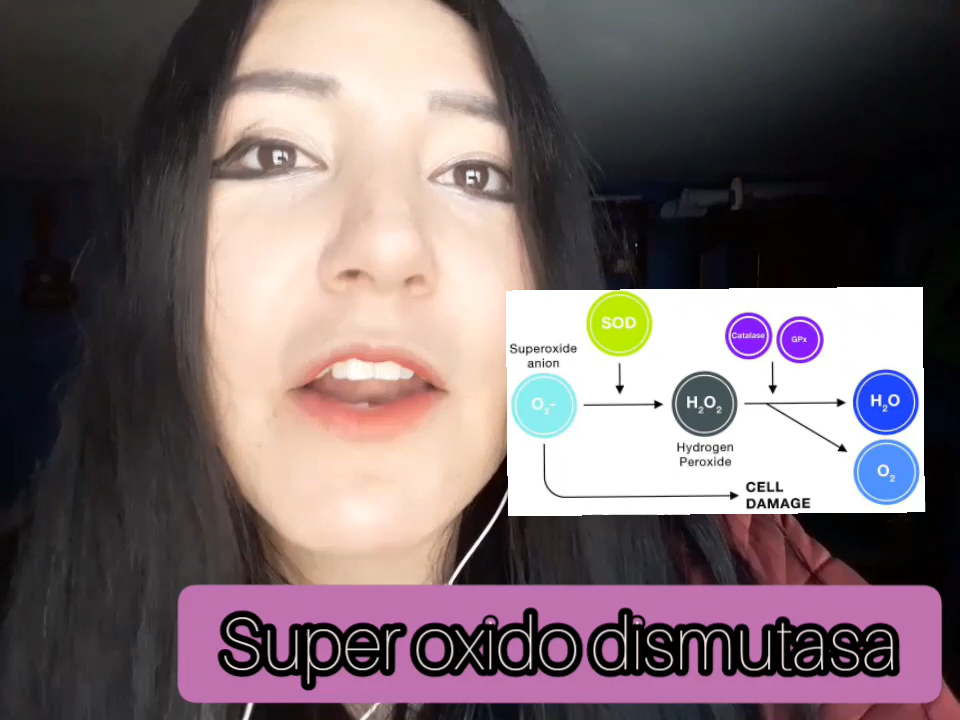 SOD
Catalase
GPx
Superoxide
anion
O₂-
H₂O₂
H₂O
Hydrogen
Peroxide
O₂
CELL
DAMAGE
Super oxido dismutasa